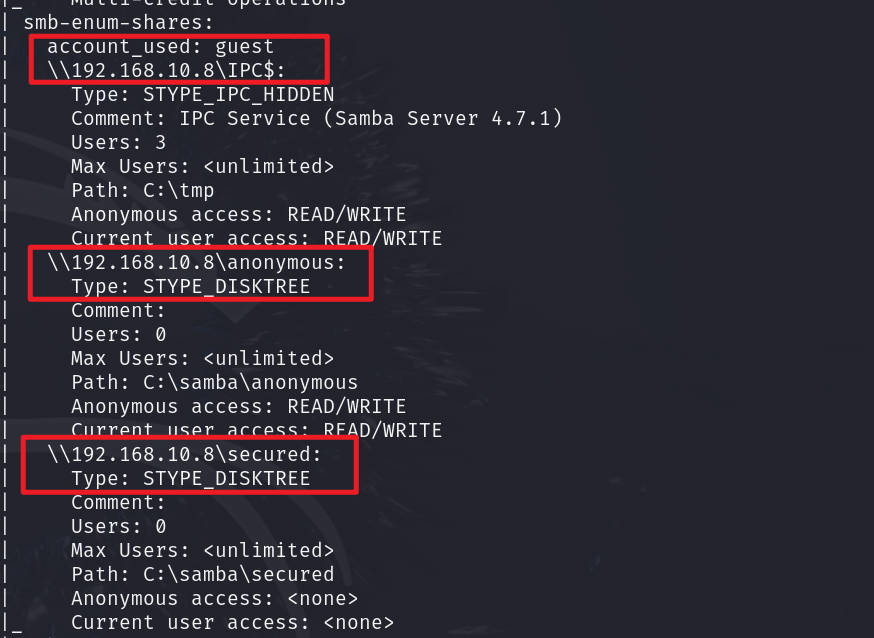 |_      Multi-credit operations
| smb-enum-shares:
|   account_used: guest
|   \\192.168.10.8\IPC$:
|     Type: STYPE_IPC_HIDDEN
|     Comment: IPC Service (Samba Server 4.7.1)
|     Users: 3
|     Max Users: <unlimited>
|     Path: C:\tmp
|     Anonymous access: READ/WRITE
|     Current user access: READ/WRITE
|   \\192.168.10.8\anonymous:
|     Type: STYPE_DISKTREE
|     Comment:
|     Users: 0
|     Max Users: <unlimited>
|     Path: C:\samba\anonymous
|     Anonymous access: READ/WRITE
|     Current user access: READ/WRITE
|   \\192.168.10.8\secured:
|     Type: STYPE_DISKTREE
|     Comment:
|     Users: 0
|     Max Users: <unlimited>
|     Path: C:\samba\secured
|     Anonymous access: <none>
|_    Current user access: <none>